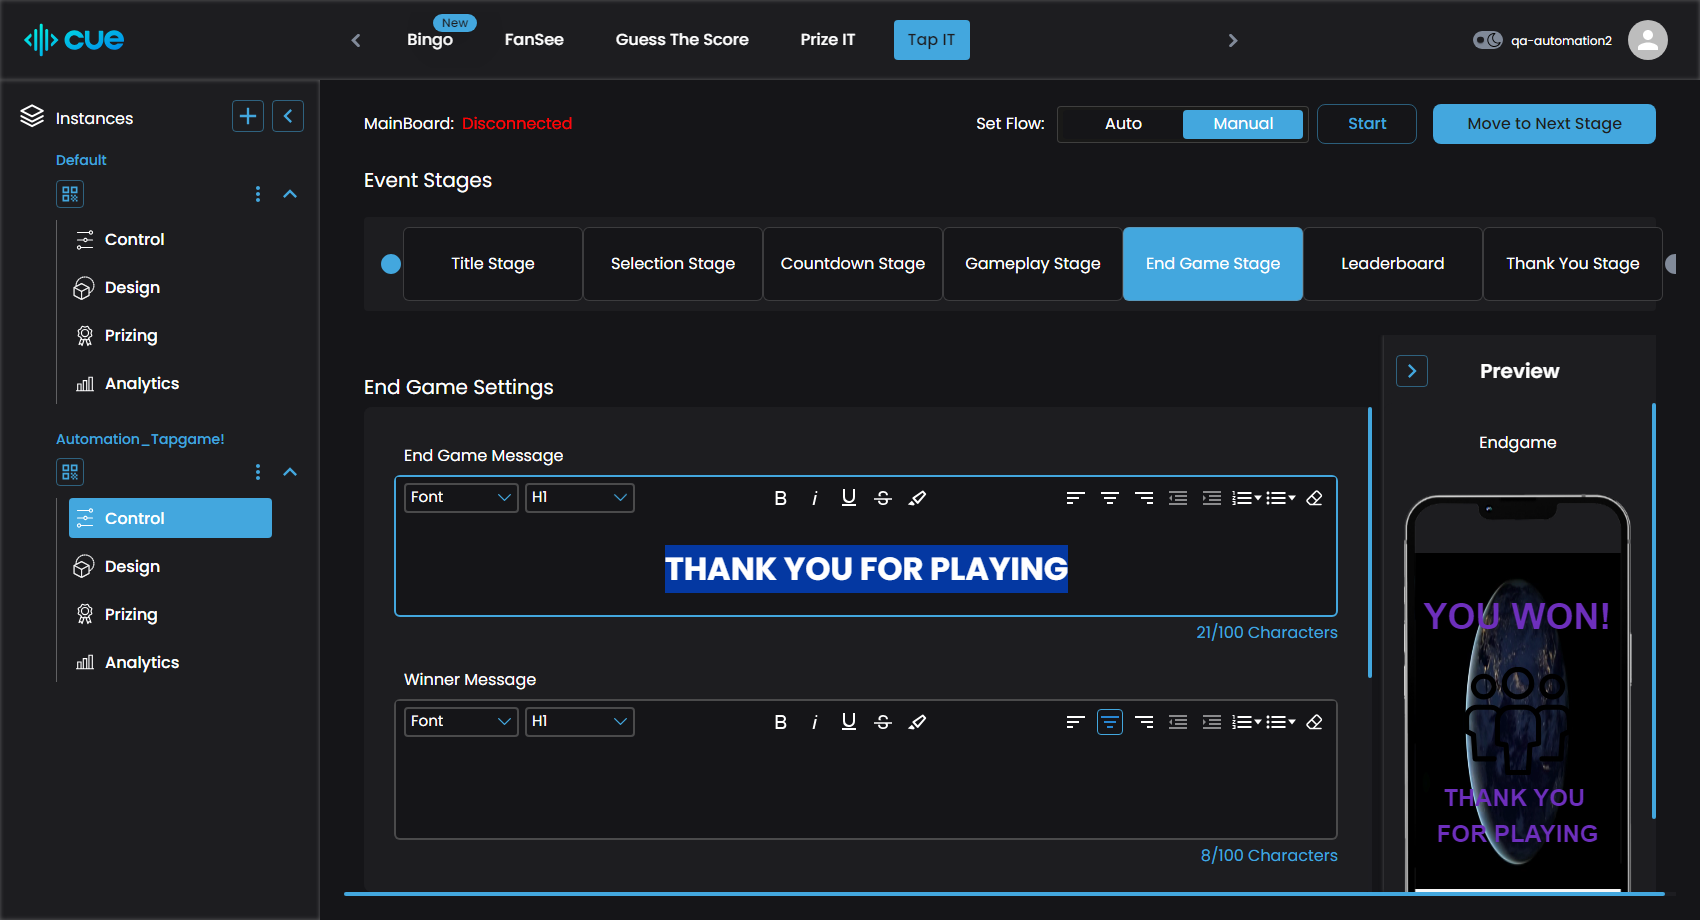 cue
New
Bingo
FanSee
Guess The Score
Prize IT
Tap IT
qa-automation2
Instances
Default
Control
Design
Prizing
Analytics
Automation_Tapgame!
Control
Design
Prizing
Analytics
MainBoard: Disconnected
Set Flow:
Auto
Manual
Start
Move to Next Stage
Event Stages
Title Stage
Selection Stage
Countdown Stage
Gameplay Stage
End Game Stage
Leaderboard
Thank You Stage
End Game Settings
End Game Message
Font
H1
B
i
U
S
THANK YOU FOR PLAYING
21/100 Characters
Winner Message
Font
H1
B
i
U
S
8/100 Characters
Preview
Endgame
YOU WON!
THANK YOU
FOR PLAYING